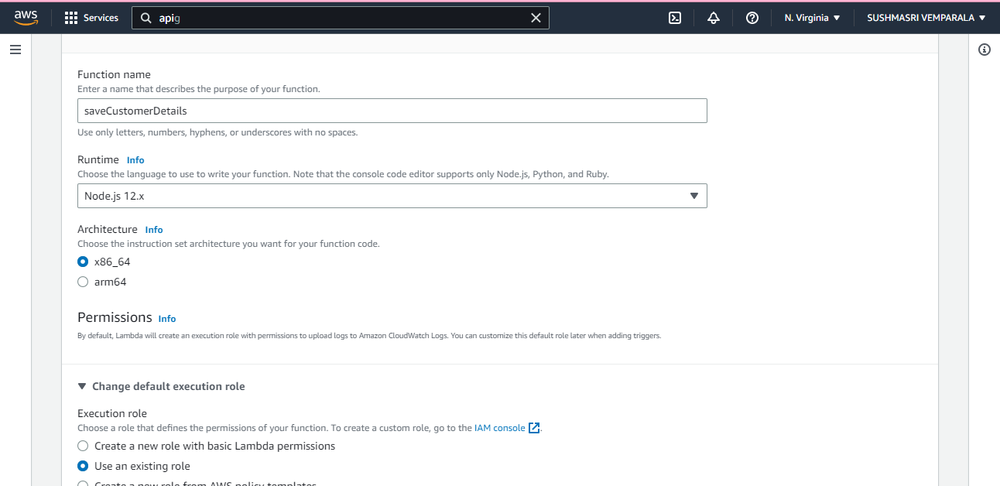 aws
Services
apig
N. Virginia
SUSHMASRI VEMPARALA
Function name
Enter a name that describes the purpose of your function.
saveCustomerDetails
Use only letters, numbers, hyphens, or underscores with no spaces.
Runtime Info
Choose the language to use to write your function. Note that the console code editor supports only Node.js, Python, and Ruby.
Node.js 12.x
Architecture Info
Choose the instruction set architecture you want for your function code.
x86_64
arm64
Permissions Info
By default, Lambda will create an execution role with permissions to upload logs to Amazon CloudWatch Logs. You can customize this default role later when adding triggers.
Change default execution role
Execution role
Choose a role that defines the permissions of your function. To create a custom role, go to the IAM console.
Create a new role with basic Lambda permissions
Use an existing role
Create a new role from AWS policy templates